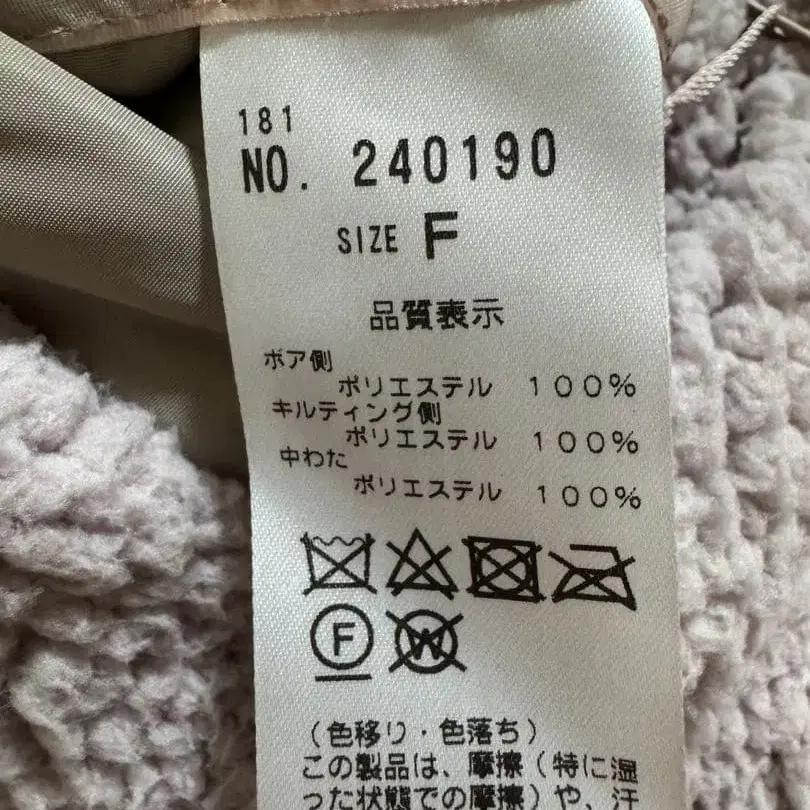 181
NO. 240190
SIZE F
品質表示
ボア側
ポリエステル 100%
キルティング側
ポリエステル 100%
中わた
ポリエステル 100%
F W
(色移り・色落ち)
この製品は、摩擦(特に湿
った状態での摩擦)や、汗